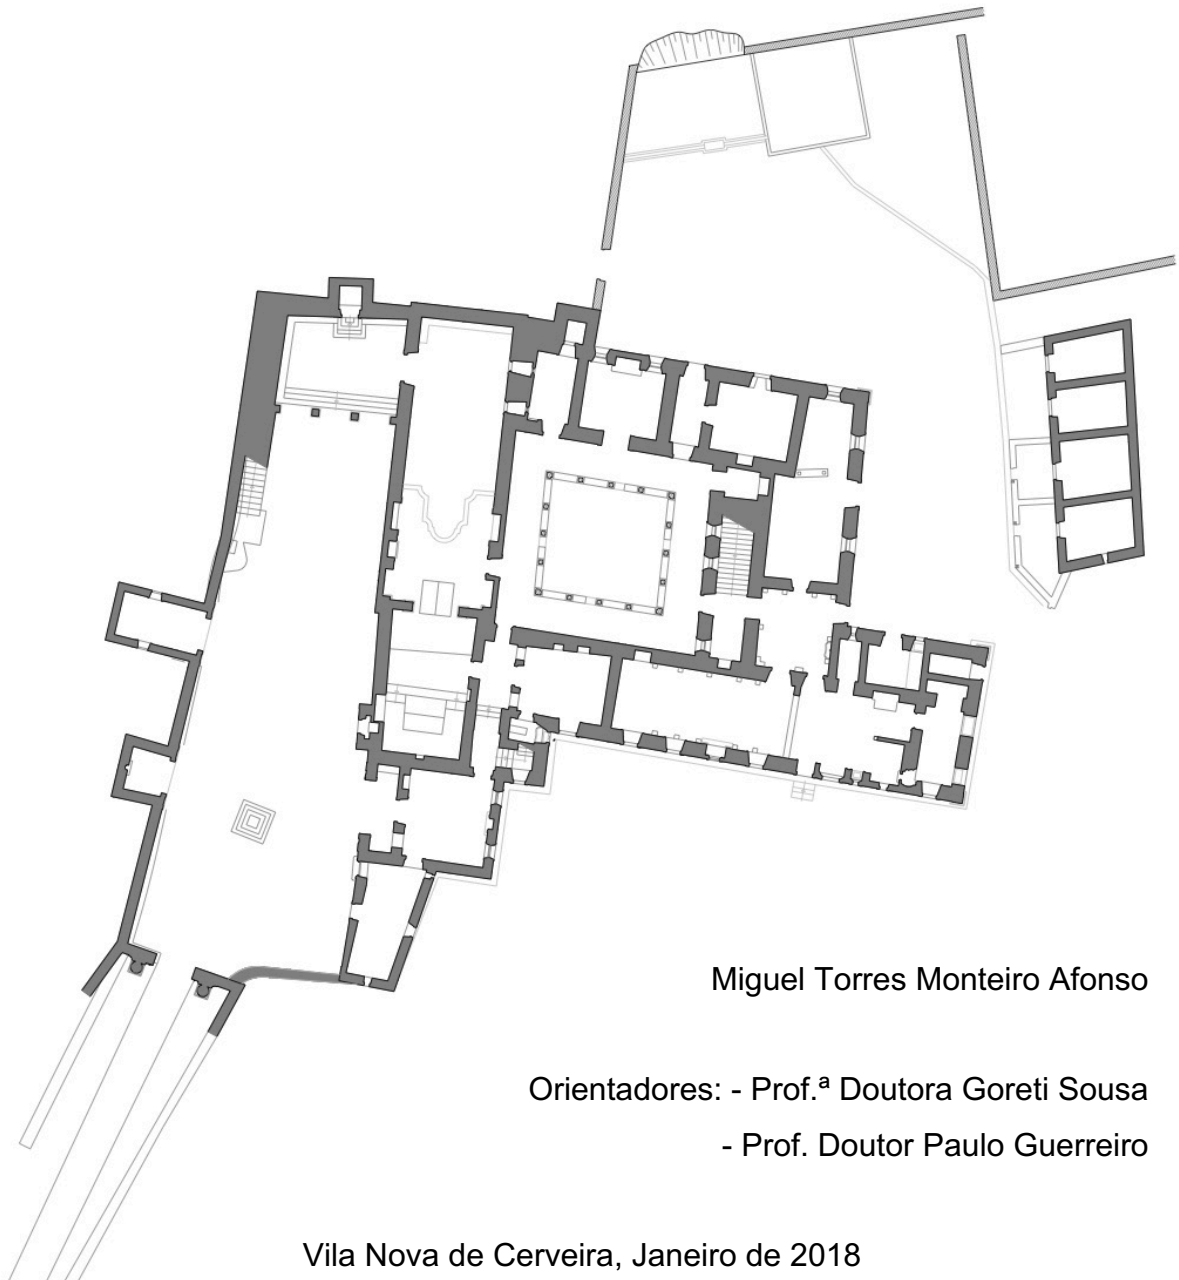 Miguel Torres Monteiro Afonso
Orientadores: - Prof.ª Doutora Goreti Sousa
- Prof. Doutor Paulo Guerreiro
Vila Nova de Cerveira, Janeiro de 2018